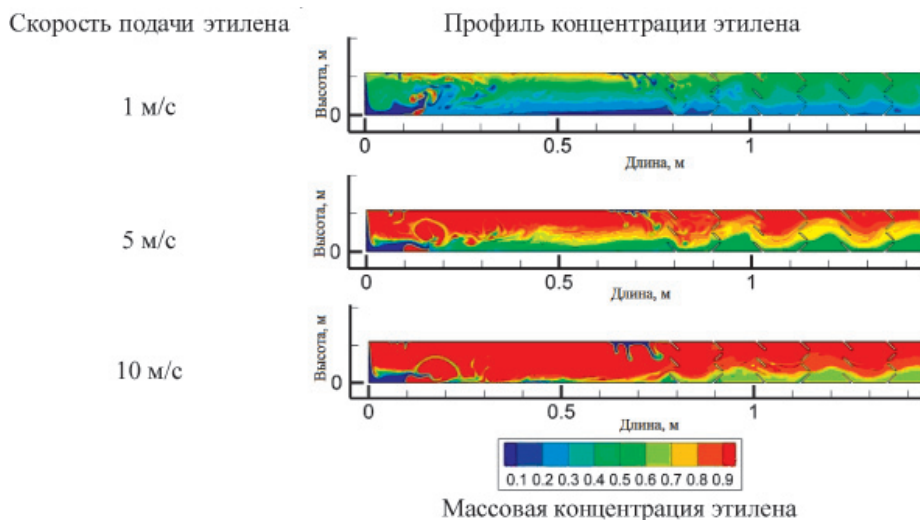 Скорость подачи этилена
Профиль концентрации этилена
1 м/с
Высота, м
0
0
0.5
1
Длина, м
5 м/с
Высота, м
0
0
0.5
1
Длина, м
10 м/с
Высота, м
0
0
0.5
1
Длина, м
0.1 0.2 0.3 0.4 0.5 0.6 0.7 0.8 0.9
Массовая концентрация этилена